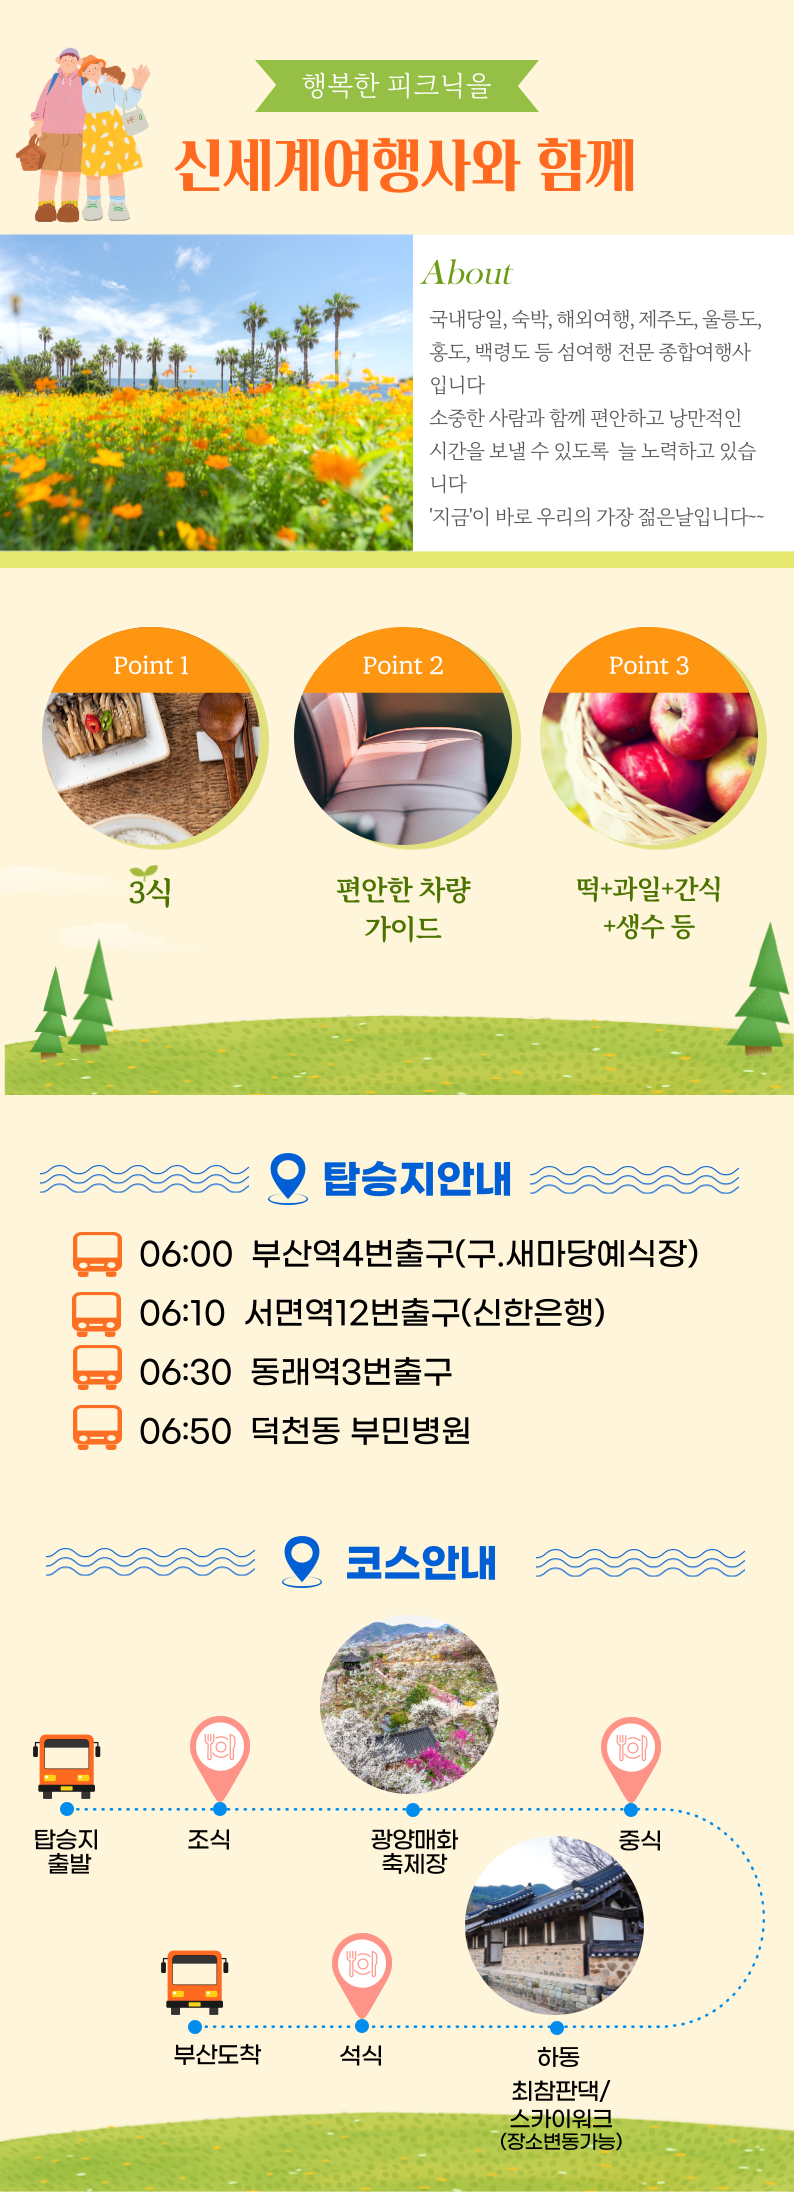 행복한 피크닉을
신세계여행사와 함께
About
국내당일, 숙박, 해외여행, 제주도, 울릉도,
홍도, 백령도 등 섬여행 전문 종합여행사
입니다
소중한 사람과 함께 편안하고 낭만적인
시간을 보낼 수 있도록 늘 노력하고 있습
니다
'지금'이 바로 우리의 가장 젊은날입니다~~
Point 1
Point 2
Point 3
3식
편안한 차량
가이드
떡+과일+간식
+생수 등
탑승지안내
06:00 부산역4번출구(구.새마당예식장)
06:10 서면역12번출구(신한은행)
06:30 동래역3번출구
06:50 덕천동 부민병원
코스안내
탑승지
출발
조식
광양매화
축제장
중식
부산도착
석식
하동
최참판댁/
스카이워크
(장소변동가능)